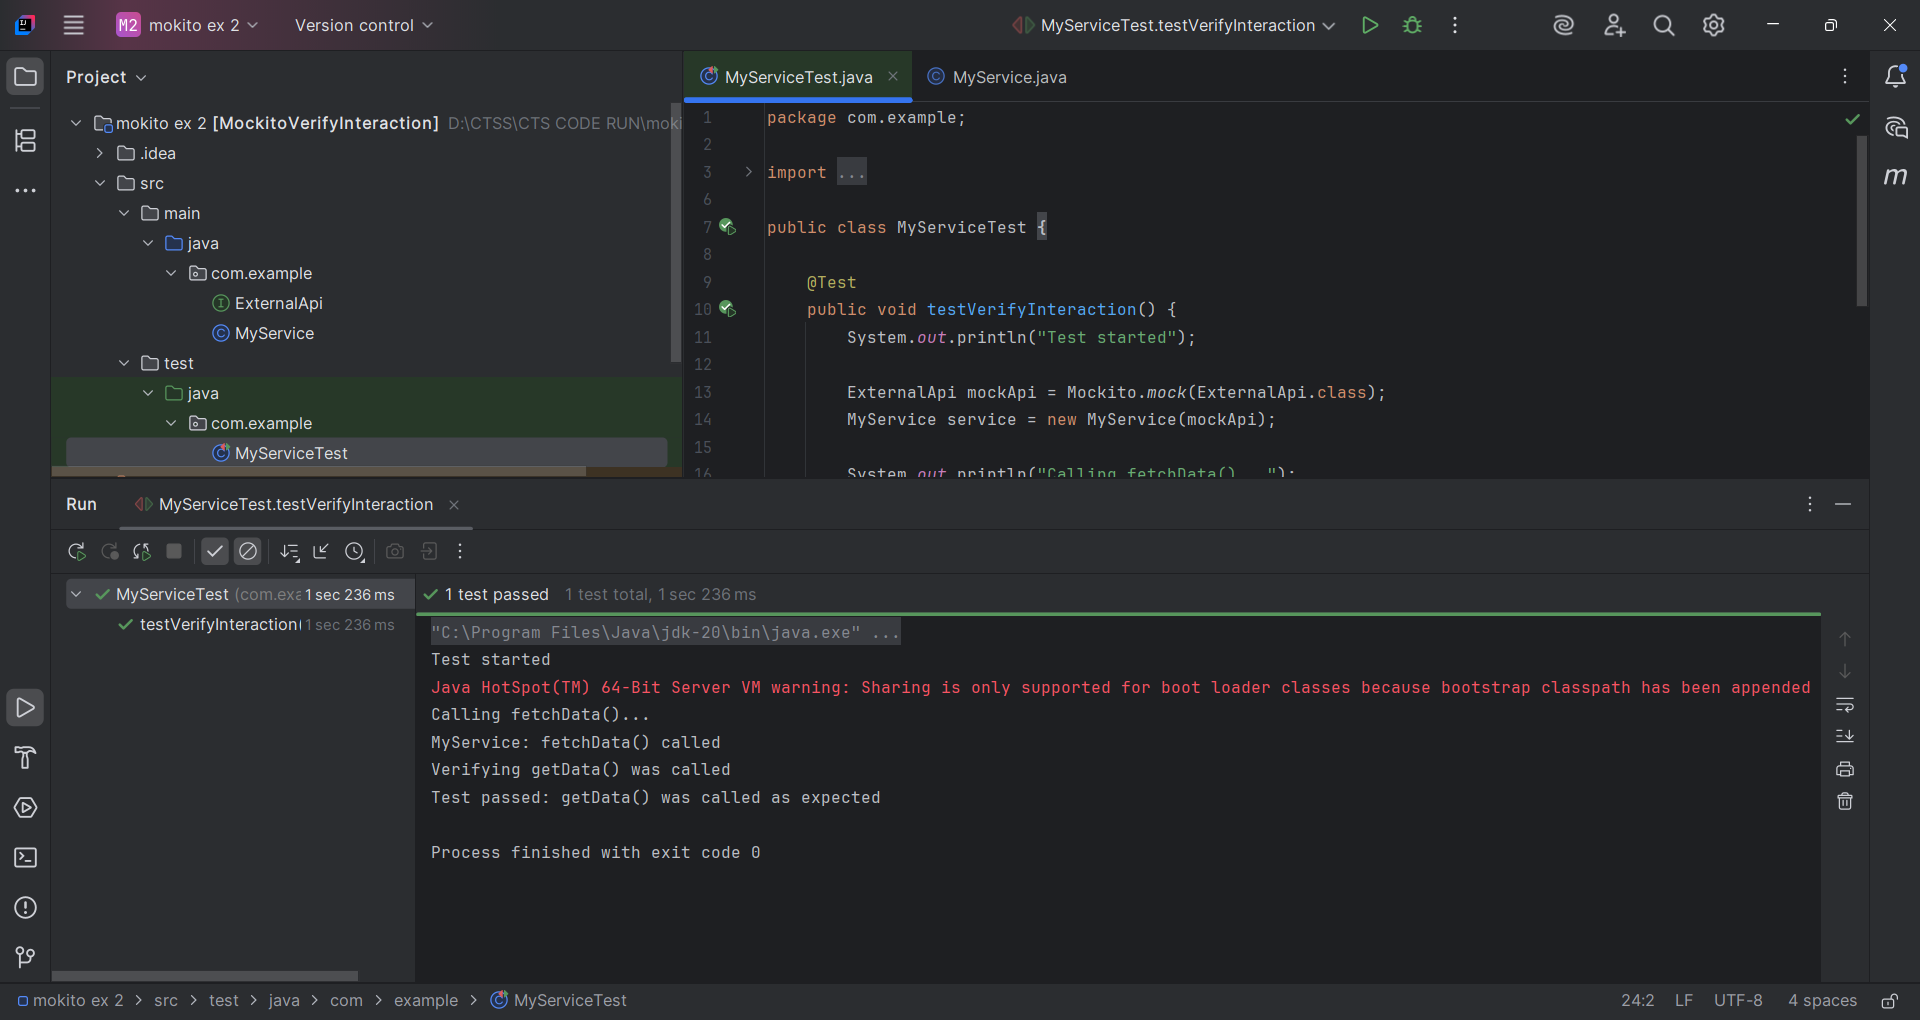 M2 mokito ex 2 Version control MyServiceTest.testVerifyInteraction
Project
mokito ex 2 [MockitoVerifyInteraction] D:\CTSS\CTS CODE RUN\moki
.idea
src
main
java
com.example
ExternalApi
MyService
test
java
com.example
MyServiceTest
MyServiceTest.java MyService.java
1 package com.example;
2
3 import ...
6
7 public class MyServiceTest {
8
9 @Test
10 public void testVerifyInteraction() {
11 System.out.println("Test started");
12
13 ExternalApi mockApi = Mockito.mock(ExternalApi.class);
14 MyService service = new MyService(mockApi);
15
16 System.out.println("Calling fetchData()...");
m
Run MyServiceTest.testVerifyInteraction
MyServiceTest (com.exa 1 sec 236 ms
testVerifyInteraction( 1 sec 236 ms
1 test passed 1 test total, 1 sec 236 ms
"C:\Program Files\Java\jdk-20\bin\java.exe" ...
Test started
Java HotSpot(TM) 64-Bit Server VM warning: Sharing is only supported for boot loader classes because bootstrap classpath has been appended
Calling fetchData()...
MyService: fetchData() called
Verifying getData() was called
Test passed: getData() was called as expected
Process finished with exit code 0
mokito ex 2 > src > test > java > com > example > MyServiceTest
24:2 LF UTF-8 4 spaces